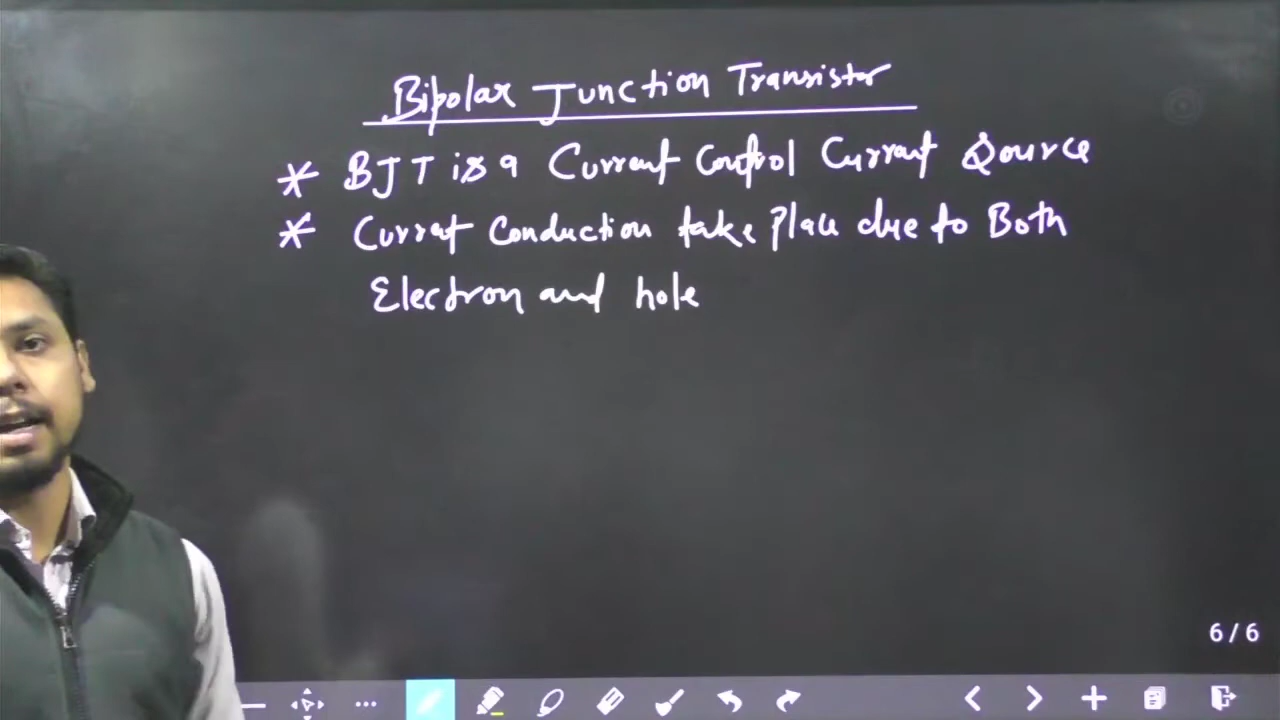 Bipolar Junction Transistor
* BJT is a Current Control Current Source
* Current Conduction take Place due to Both
Electron and hole
6/6